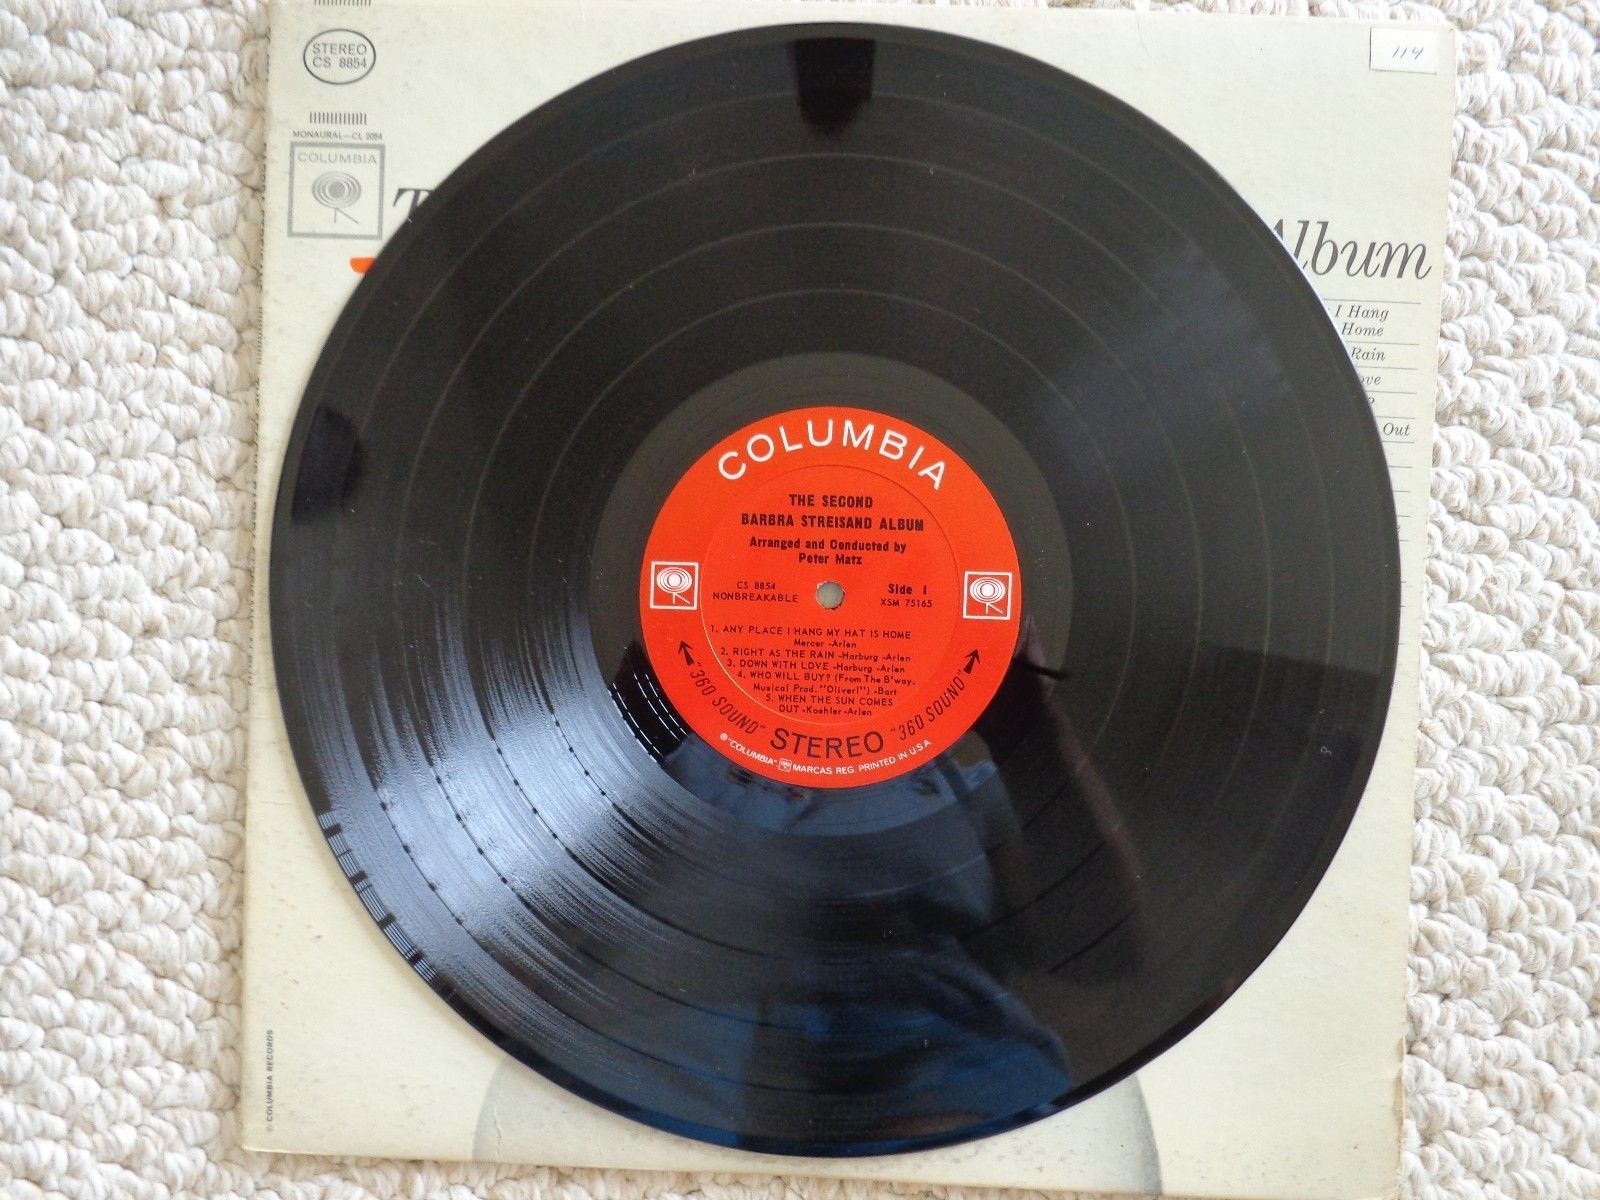 STEREO
CS 8854
MONAURAL—CL 2054
COLUMBIA
114
Album
I Hang
Home
Rain
Out
© COLUMBIA RECORDS
COLUMBIA
THE SECOND
BARBRA STREISAND ALBUM
Arranged and Conducted by
Peter Matz
CS 8854
NONBREAKABLE
Side 1
XSM 75165
1. ANY PLACE I HANG MY HAT IS HOME
Mercer -Arlen
2. RIGHT AS THE RAIN -Harburg -Arlen
3. DOWN WITH LOVE -Harburg -Arlen
4. WHO WILL BUY? (From The B'way.
Musical Prod. "Oliver!") -Bart
5. WHEN THE SUN COMES
OUT -Koehler -Arlen
"360 SOUND" STEREO "360 SOUND"
® "COLUMBIA" MARCAS REG. PRINTED IN U.S.A.